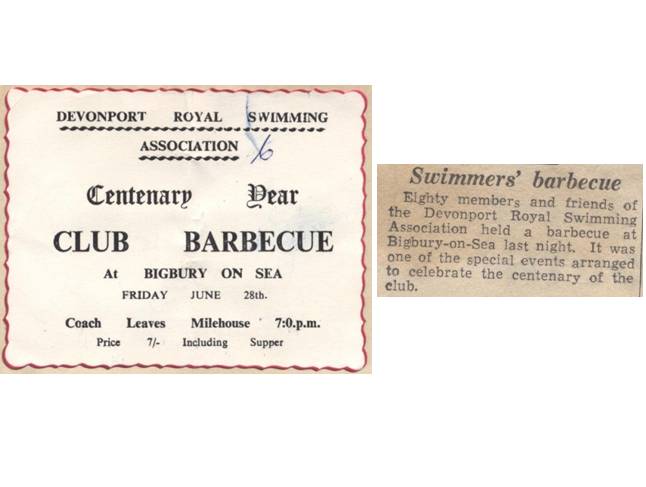 DEVONPORT ROYAL SWIMMING
ASSOCIATION 6
Centenary Year
CLUB BARBECUE
At BIGBURY ON SEA
FRIDAY JUNE 28th.
Coach Leaves Milehouse 7:0.p.m.
Price 7/- Including Supper
Swimmers' barbecue
Eighty members and friends of
the Devonport Royal Swimming
Association held a barbecue at
Bigbury-on-Sea last night. It was
one of the special events arranged
to celebrate the centenary of the
club.